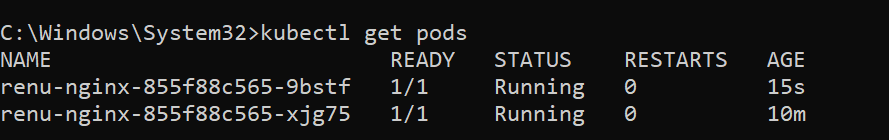 C:\Windows\System32>kubectl get pods
NAME READY STATUS RESTARTS AGE
renu-nginx-855f88c565-9bstf 1/1 Running 0 15s
renu-nginx-855f88c565-xjg75 1/1 Running 0 10m